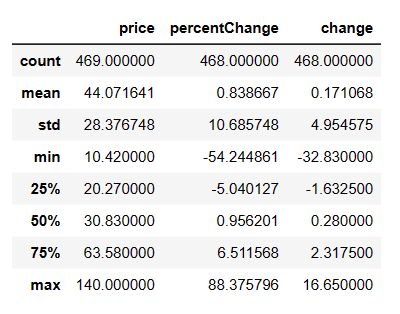 price percentChange change
count 469.000000 468.000000 468.000000
mean 44.071641 0.838667 0.171068
std 28.376748 10.685748 4.954575
min 10.420000 -54.244861 -32.830000
25% 20.270000 -5.040127 -1.632500
50% 30.830000 0.956201 0.280000
75% 63.580000 6.511568 2.317500
max 140.000000 88.375796 16.650000